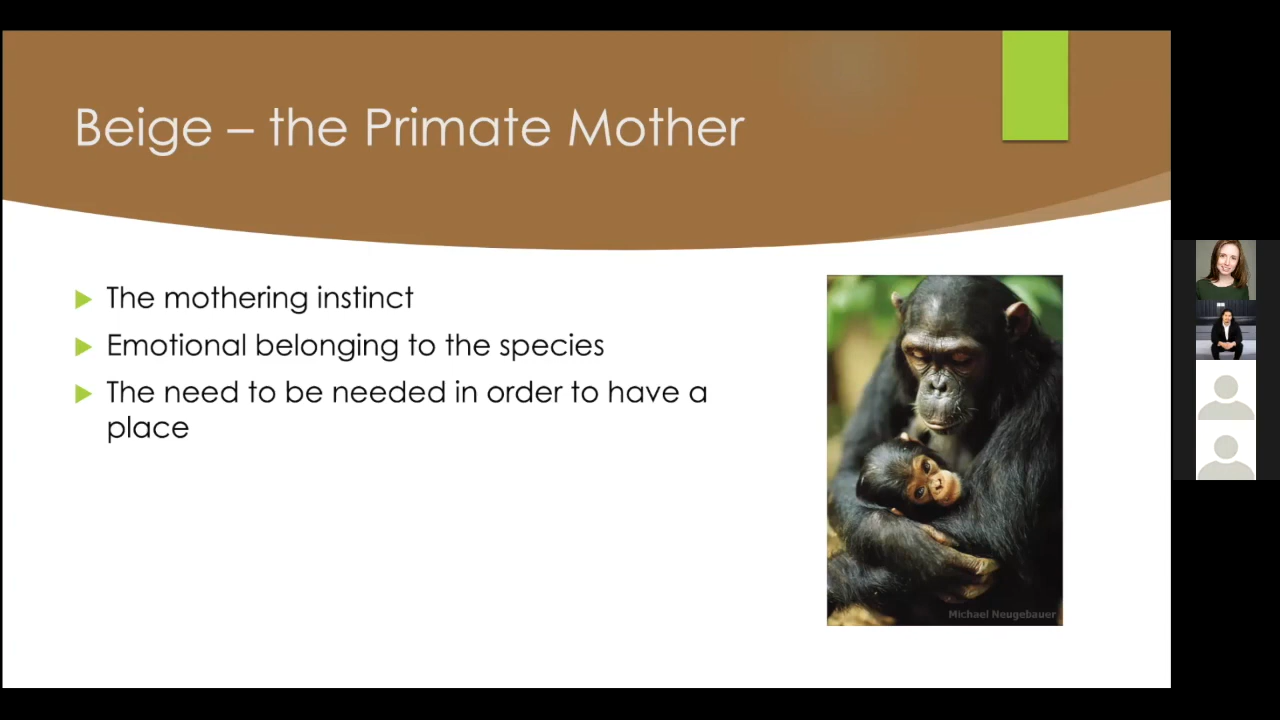 Beige – the Primate Mother
The mothering instinct
Emotional belonging to the species
The need to be needed in order to have a
place
Michael Neugebauer